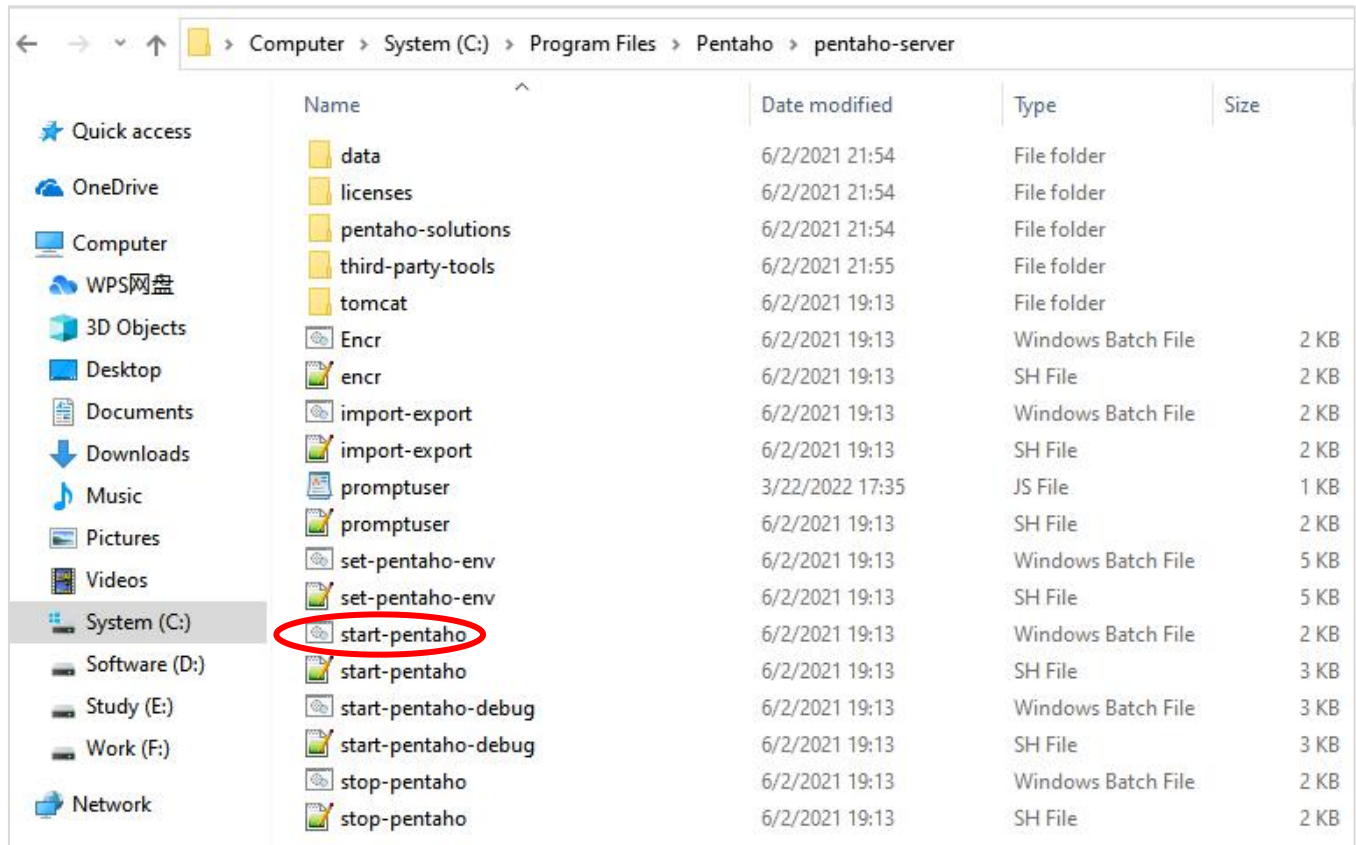 Computer > System (C:) > Program Files > Pentaho > pentaho-server
Name Date modified Type Size
Quick access
OneDrive
Computer
WPS网盘
3D Objects
Desktop
Documents
Downloads
Music
Pictures
Videos
System (C:)
Software (D:)
Study (E:)
Work (F:)
Network
data 6/2/2021 21:54 File folder
licenses 6/2/2021 21:54 File folder
pentaho-solutions 6/2/2021 21:54 File folder
third-party-tools 6/2/2021 21:55 File folder
tomcat 6/2/2021 19:13 File folder
Encr 6/2/2021 19:13 Windows Batch File 2 KB
encr 6/2/2021 19:13 SH File 2 KB
import-export 6/2/2021 19:13 Windows Batch File 2 KB
import-export 6/2/2021 19:13 SH File 2 KB
promptuser 3/22/2022 17:35 JS File 1 KB
promptuser 6/2/2021 19:13 SH File 2 KB
set-pentaho-env 6/2/2021 19:13 Windows Batch File 5 KB
set-pentaho-env 6/2/2021 19:13 SH File 5 KB
start-pentaho 6/2/2021 19:13 Windows Batch File 2 KB
start-pentaho 6/2/2021 19:13 SH File 3 KB
start-pentaho-debug 6/2/2021 19:13 Windows Batch File 3 KB
start-pentaho-debug 6/2/2021 19:13 SH File 3 KB
stop-pentaho 6/2/2021 19:13 Windows Batch File 2 KB
stop-pentaho 6/2/2021 19:13 SH File 2 KB